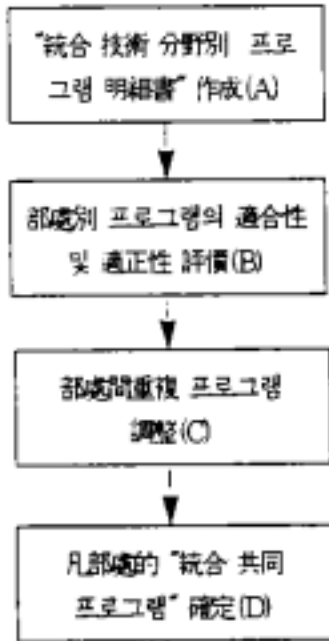 "統合 技術 分野別 프로
그램 明細書" 作成(A)
部處別 프로그램의 適合性
및 適正性 評價(B)
部處間重複 프로그램
調整(C)
凡部處的 "統合 共同
프로그램" 確定(D)